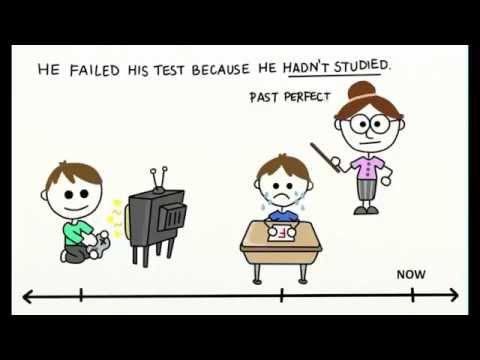 HE FAILED HIS TEST BECAUSE HE HADN'T STUDIED.
PAST PERFECT
F
NOW